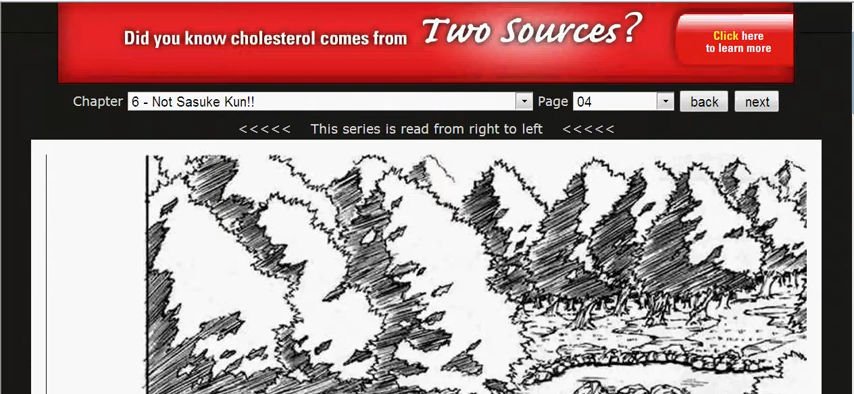 Did you know cholesterol comes from Two Sources?
Click here
to learn more
Chapter 6 - Not Sasuke Kun!! Page 04 back next
<<<<< This series is read from right to left <<<<<